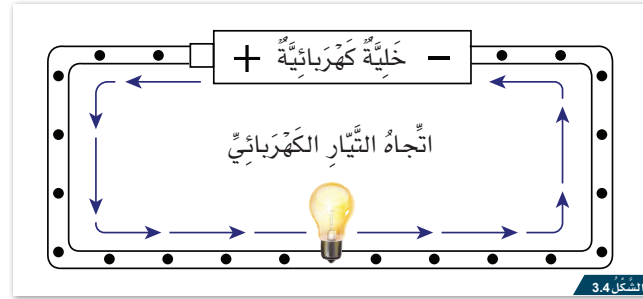 + خَلِيَّةٌ كَهْرَبائِيَّةٌ −
اتِّجاهُ التَّيّارِ الكَهْرَبائِيِّ
الشَّكْلُ 3.4